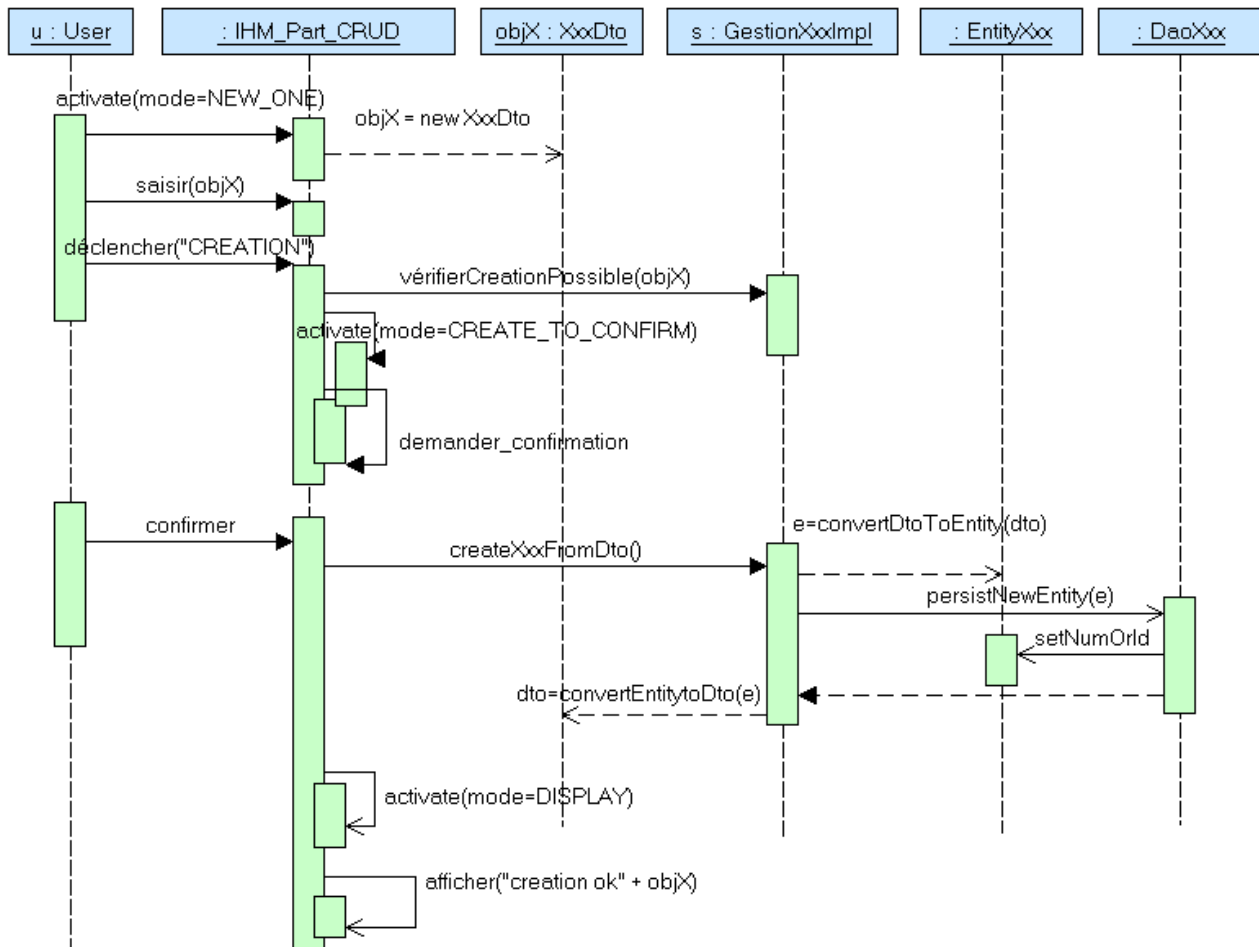 u : User
: IHM_Part_CRUD
objX : XxxDto
s : GestionXxxImpl
: EntityXxx
: DaoXxx
activate(mode=NEW_ONE)
objX = new XxxDto
saisir(objX)
déclencher("CREATION")
vérifierCreationPossible(objX)
activate(mode=CREATE_TO_CONFIRM)
demander_confirmation
confirmer
e=convertDtoToEntity(dto)
createXxxFromDto()
persistNewEntity(e)
setNumOrId
dto=convertEntitytoDto(e)
activate(mode=DISPLAY)
afficher("creation ok" + objX)